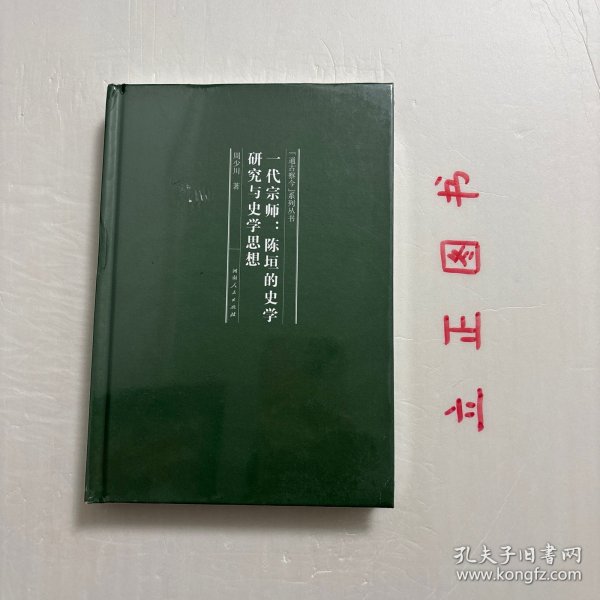 「通古察今」系列丛书
一代宗师：陈垣的史学
研究与史学思想
周少川 著
河南人民出版社
立正图书
孔夫子旧书网
www.kongfz.com